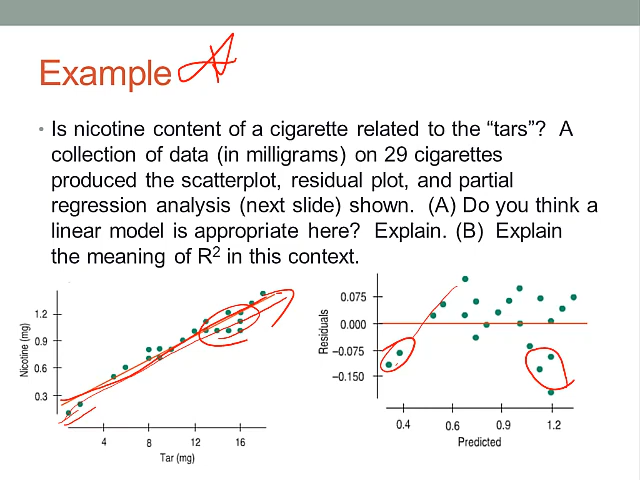 Example A
• Is nicotine content of a cigarette related to the “tars”? A
collection of data (in milligrams) on 29 cigarettes
produced the scatterplot, residual plot, and partial
regression analysis (next slide) shown. (A) Do you think a
linear model is appropriate here? Explain. (B) Explain
the meaning of R² in this context.
Nicotine (mg)
1.2
0.9
0.6
0.3
4 8 12 16
Tar (mg)
Residuals
0.075
0.000
−0.075
−0.150
0.4 0.6 0.9 1.2
Predicted